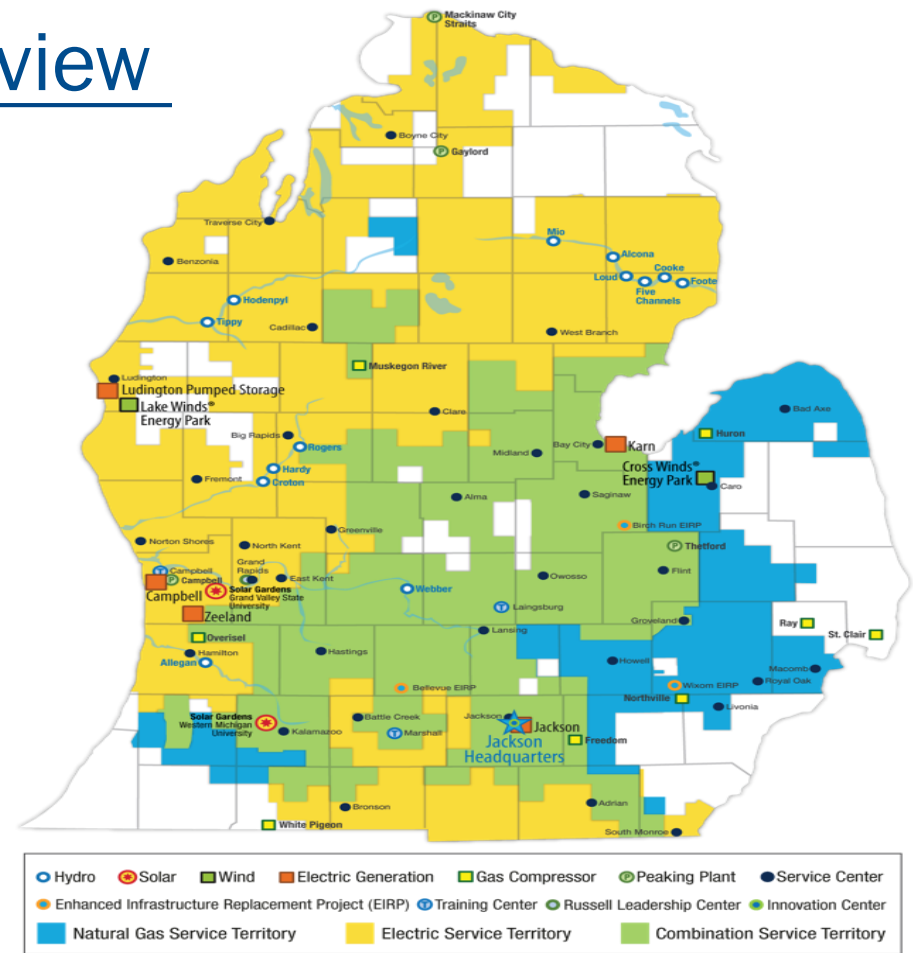 view
Mackinaw City
Straits
Boyne City
Gaylord
Traverse City
Mio
Benzonia
Alcona
Cooke
Loud
Foote
Five
Channels
Hodenpyl
Tippy
Cadillac
West Branch
Muskegon River
Ludington
Ludington Pumped Storage
Lake Winds®
Energy Park
Clare
Bad Axe
Big Rapids
Rogers
Bay City
Karn
Huron
Midland
Hardy
Croton
Cross Winds®
Energy Park
Fremont
Caro
Alma
Saginaw
Greenville
Birch Run EIRP
Norton Shores
North Kent
Thetford
Campbell
Campbell
Grand
Rapids
East Kent
Owosso
Flint
Campbell
Solar Gardens
Grand Valley State
University
Webber
Zeeland
Laingsburg
Groveland
Ray
St. Clair
Overisel
Lansing
Hamilton
Hastings
Allegan
Howell
Macomb
Bellevue EIRP
Wixom EIRP
Royal Oak
Northville
Livonia
Solar Gardens
Western Michigan
University
Battle Creek
Jackson
Jackson
Kalamazoo
Marshall
Freedom
Jackson
Headquarters
Bronson
Adrian
White Pigeon
South Monroe
Hydro Solar Wind Electric Generation Gas Compressor Peaking Plant Service Center
Enhanced Infrastructure Replacement Project (EIRP) Training Center Russell Leadership Center Innovation Center
Natural Gas Service Territory Electric Service Territory Combination Service Territory